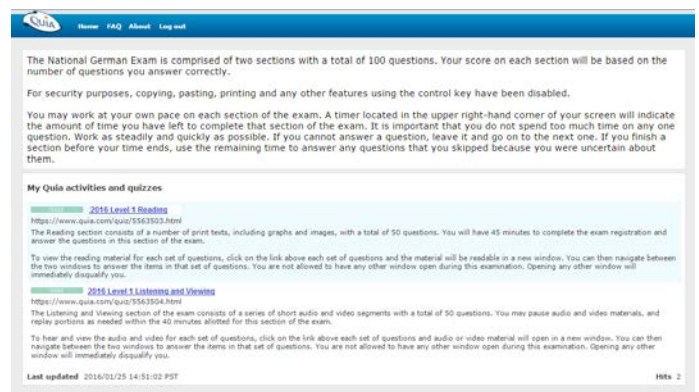 QUIA
Home FAQ About Log out
The National German Exam is comprised of two sections with a total of 100 questions. Your score on each section will be based on the
number of questions you answer correctly.
For security purposes, copying, pasting, printing and any other features using the control key have been disabled.
You may work at your own pace on each section of the exam. A timer located in the upper right-hand corner of your screen will indicate
the amount of time you have left to complete that section of the exam. It is important that you do not spend too much time on any one
question. Work as steadily and quickly as possible. If you cannot answer a question, leave it and go on to the next one. If you finish a
section before your time ends, use the remaining time to answer any questions that you skipped because you were uncertain about
them.
My Quia activities and quizzes
2016 Level 1 Reading
https://www.quia.com/quiz/5563503.html
The Reading section consists of a number of print texts, including graphs and images, with a total of 50 questions. You will have 45 minutes to complete the exam registration and
answer the questions in this section of the exam.
To view the reading material for each set of questions, click on the link above each set of questions and the material will be readable in a new window. You can then navigate between
the two windows to answer the items in that set of questions. You are not allowed to have any other window open during this examination. Opening any other window will
immediately disqualify you.
2016 Level 1 Listening and Viewing
https://www.quia.com/quiz/5563504.html
The Listening and Viewing section of the exam consists of a series of short audio and video segments with a total of 50 questions. You may pause audio and video materials, and
replay portions as needed within the 40 minutes allotted for this section of the exam.
To hear and view the audio and video for each set of questions, click on the link above each set of questions and audio or video material will open in a new window. You can then
navigate between the two windows to answer the items in that set of questions. You are not allowed to have any other window open during this examination. Opening any other
window will immediately disqualify you.
Last updated 2016/01/25 14:51:02 PST
Hits 2